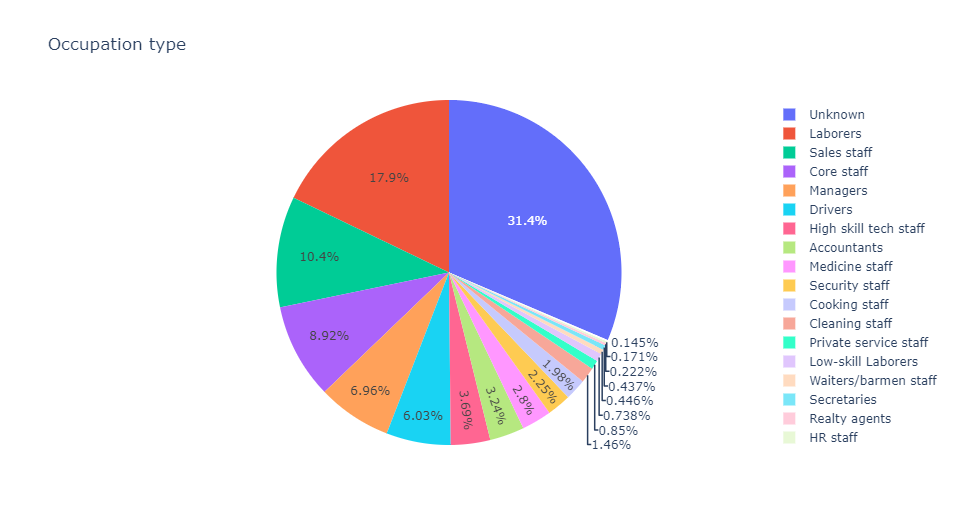 Occupation type
31.4%
17.9%
10.4%
8.92%
6.96%
6.03%
3.69%
3.24%
2.8%
2.25%
1.98%
1.46%
0.85%
0.738%
0.446%
0.437%
0.222%
0.171%
0.145%
Unknown
Laborers
Sales staff
Core staff
Managers
Drivers
High skill tech staff
Accountants
Medicine staff
Security staff
Cooking staff
Cleaning staff
Private service staff
Low-skill Laborers
Waiters/barmen staff
Secretaries
Realty agents
HR staff